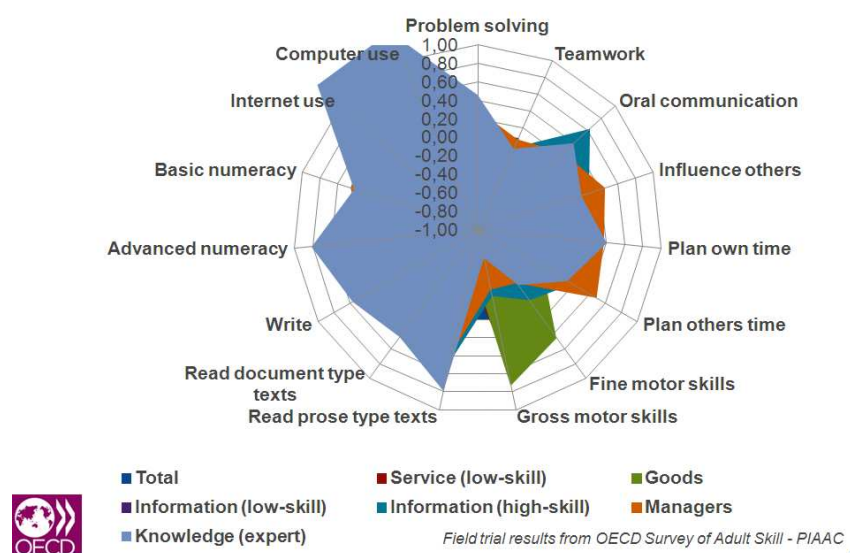 Problem solving
1,00
0,80
0,60
0,40
0,20
0,00
-0,20
-0,40
-0,60
-0,80
-1,00
Teamwork
Oral communication
Influence others
Plan own time
Plan others time
Fine motor skills
Gross motor skills
Read prose type texts
Read document type
texts
Write
Advanced numeracy
Basic numeracy
Internet use
Computer use
Total
Service (low-skill)
Goods
Information (low-skill)
Information (high-skill)
Managers
Knowledge (expert)
Field trial results from OECD Survey of Adult Skill - PIAAC
OECD